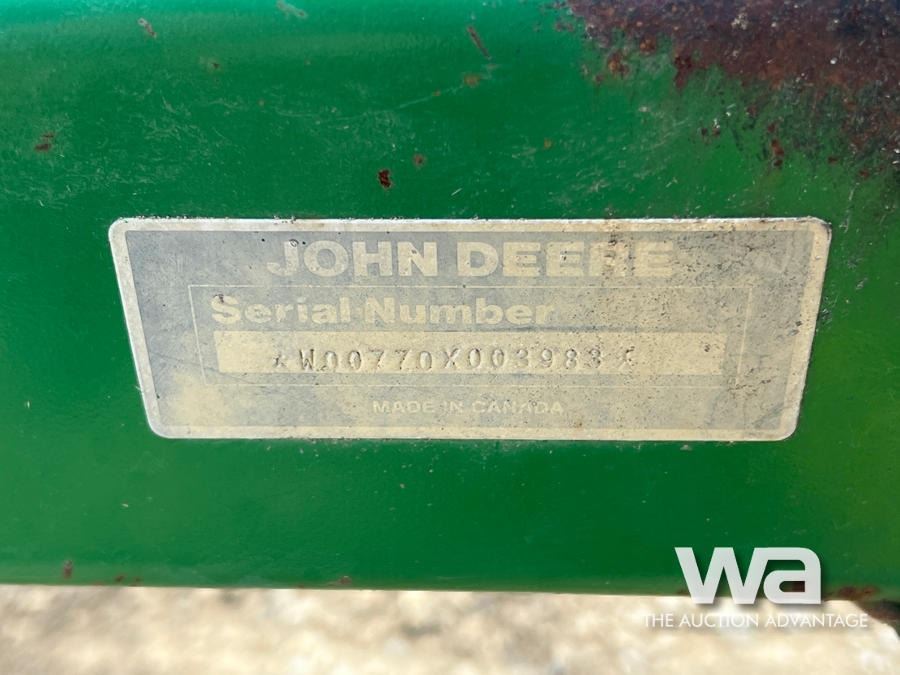 JOHN DEERE
Serial Number
*W00770X003983*
MADE IN CANADA
wa
THE AUCTION ADVANTAGE